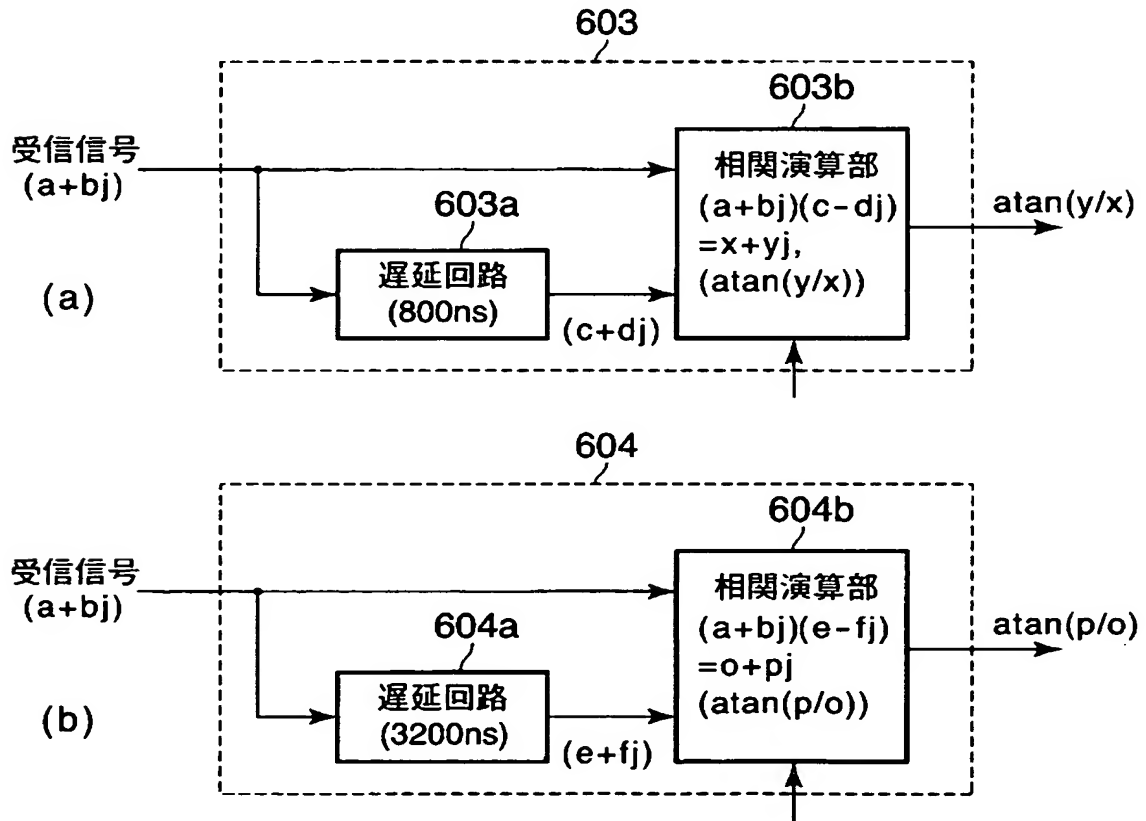 603
603b
受信信号
(a+bj)
相関演算部
(a+bj)(c-dj)
=x+yj,
(atan(y/x))
atan(y/x)
603a
遅延回路
(800ns)
(c+dj)
(a)
604
604b
受信信号
(a+bj)
相関演算部
(a+bj)(e-fj)
=o+pj
(atan(p/o))
atan(p/o)
604a
遅延回路
(3200ns)
(e+fj)
(b)